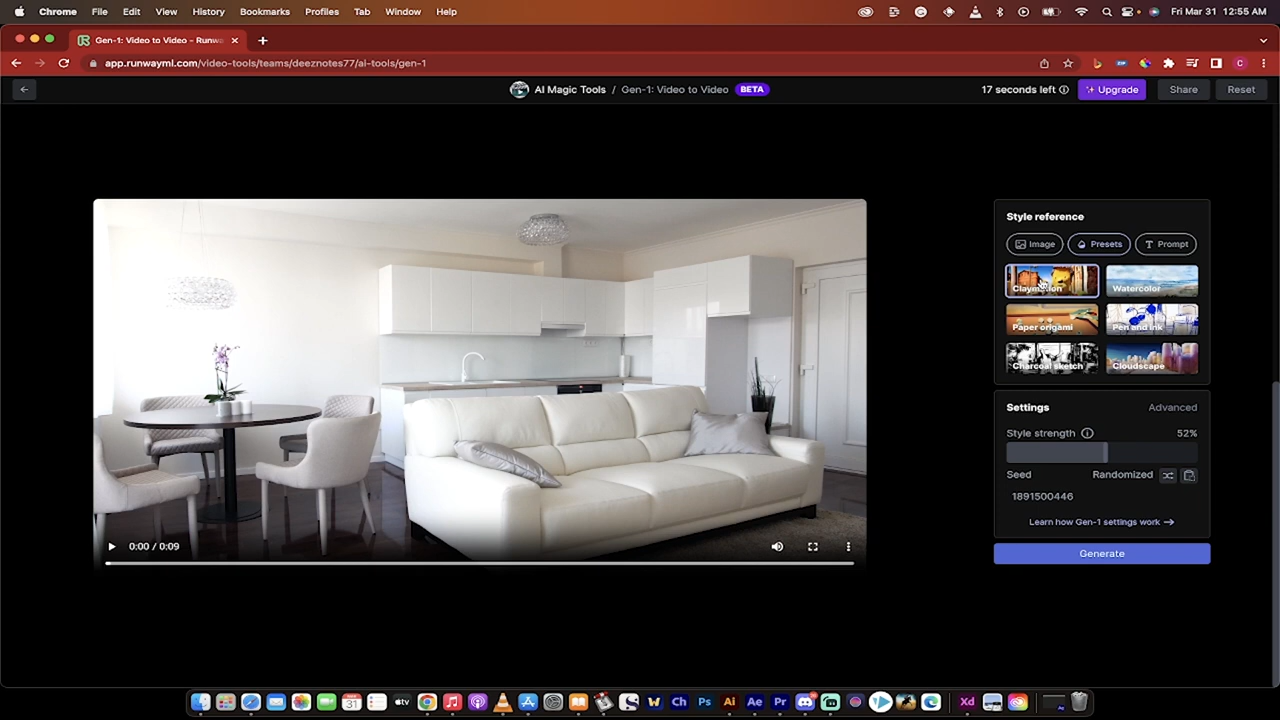 Chrome File Edit View History Bookmarks Profiles Tab Window Help Fri Mar 31 12:55 AM
Gen-1: Video to Video – Runw
app.runwayml.com/video-tools/teams/deeznotes77/ai-tools/gen-1
AI Magic Tools / Gen-1: Video to Video BETA 17 seconds left Upgrade Share Reset
Style reference
Image Presets Prompt
Claymation Watercolor
Paper origami Pen and ink
Charcoal sketch Cloudscape
Settings Advanced
Style strength 52%
Seed Randomized
1891500446
Learn how Gen-1 settings work →
Generate
0:00 / 0:09